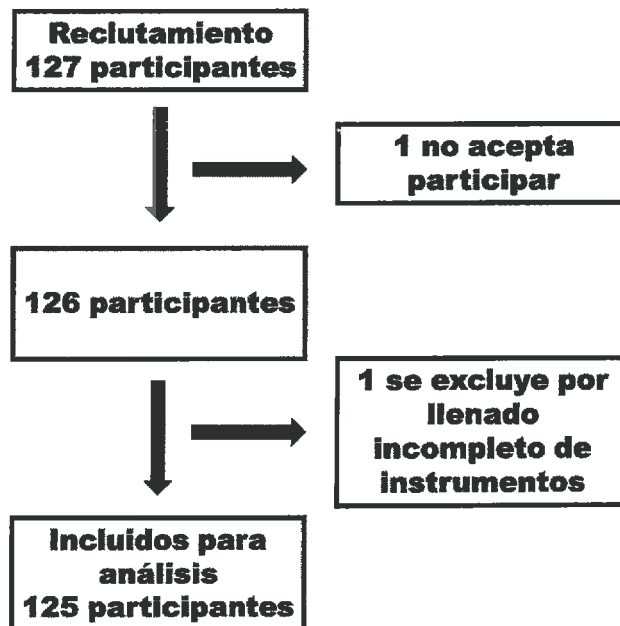 Reclutamiento
127 participantes
1 no acepta
participar
126 participantes
1 se excluye por
llenado
incompleto de
instrumentos
Incluidos para
análisis
125 participantes